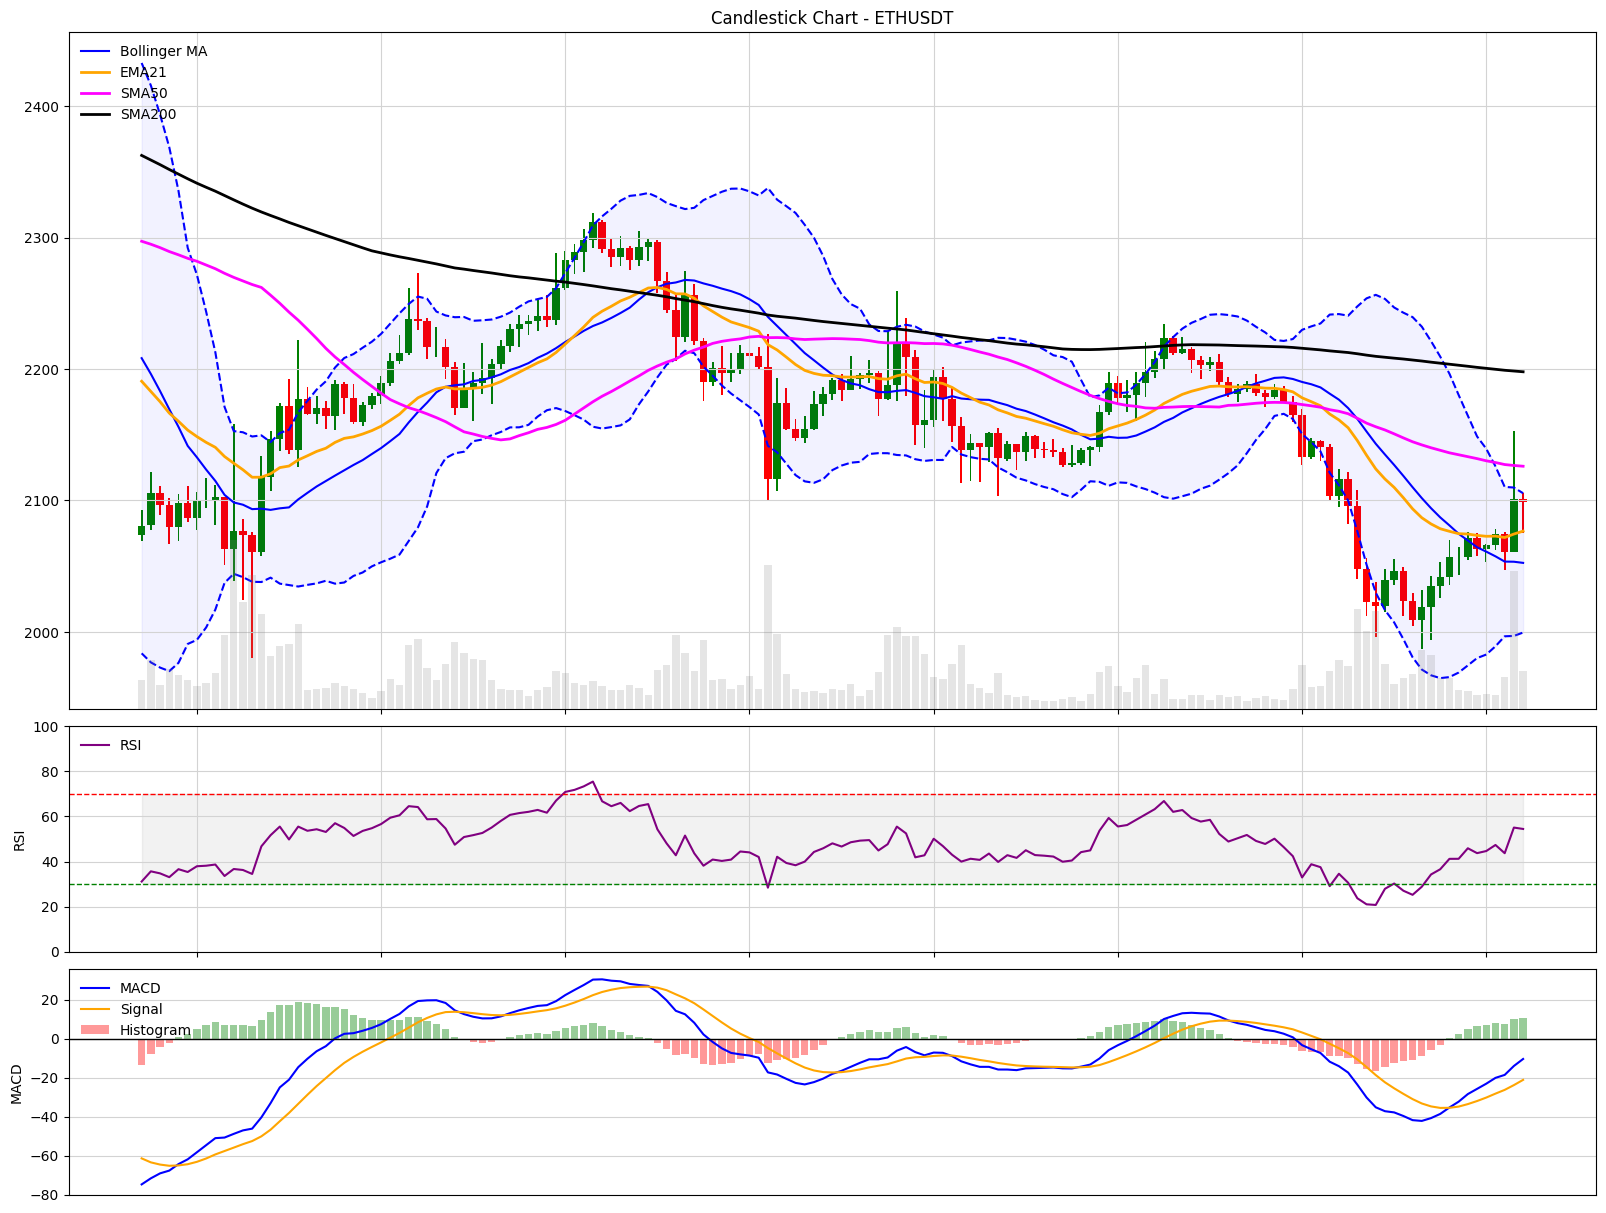 Candlestick Chart - ETHUSDT
Bollinger MA
EMA21
SMA50
SMA200
2400
2300
2200
2100
2000
RSI
100
80
60
40
20
0
RSI
MACD
Signal
Histogram
20
0
−20
−40
−60
−80
MACD